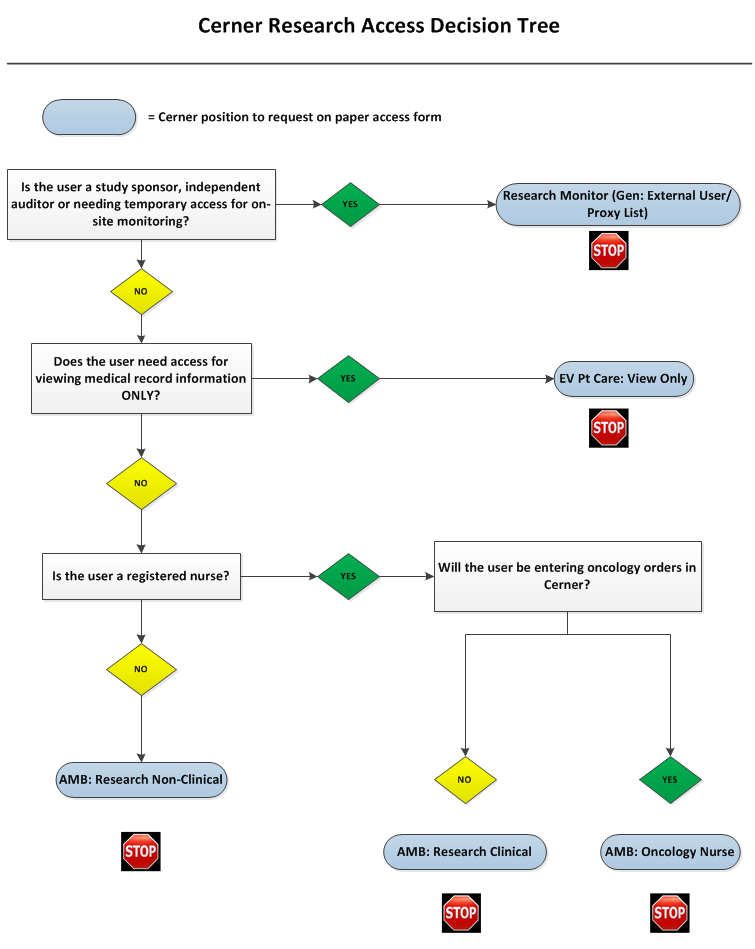 Cerner Research Access Decision Tree
= Cerner position to request on paper access form
Is the user a study sponsor, independent
auditor or needing temporary access for on-
site monitoring?
YES
Research Monitor (Gen: External User/
Proxy List)
STOP
NO
Does the user need access for
viewing medical record information
ONLY?
YES
EV Pt Care: View Only
STOP
NO
Is the user a registered nurse?
YES
Will the user be entering oncology orders in
Cerner?
NO
AMB: Research Non-Clinical
STOP
NO
YES
AMB: Research Clinical
AMB: Oncology Nurse
STOP
STOP